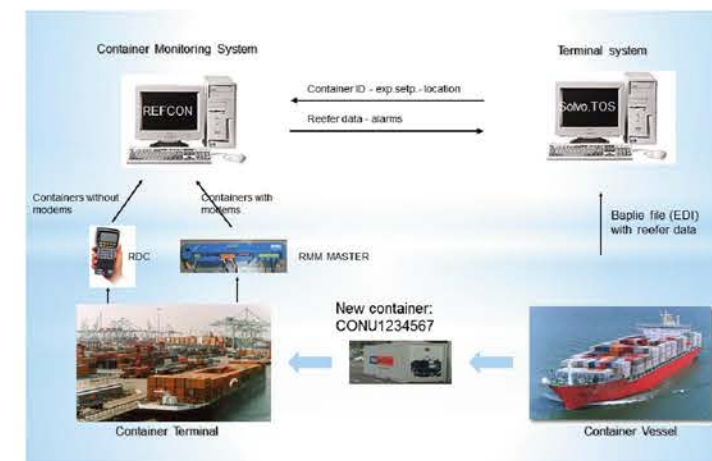 Container Monitoring System
Terminal system
REFCON
Container ID - exp.setp.- location
Reefer data - alarms
Solvo.TOS
Containers without
modems
Containers with
modems
RDC
RMM MASTER
Baplie file (EDI)
with reefer data
New container:
CONU1234567
Container Terminal
Container Vessel